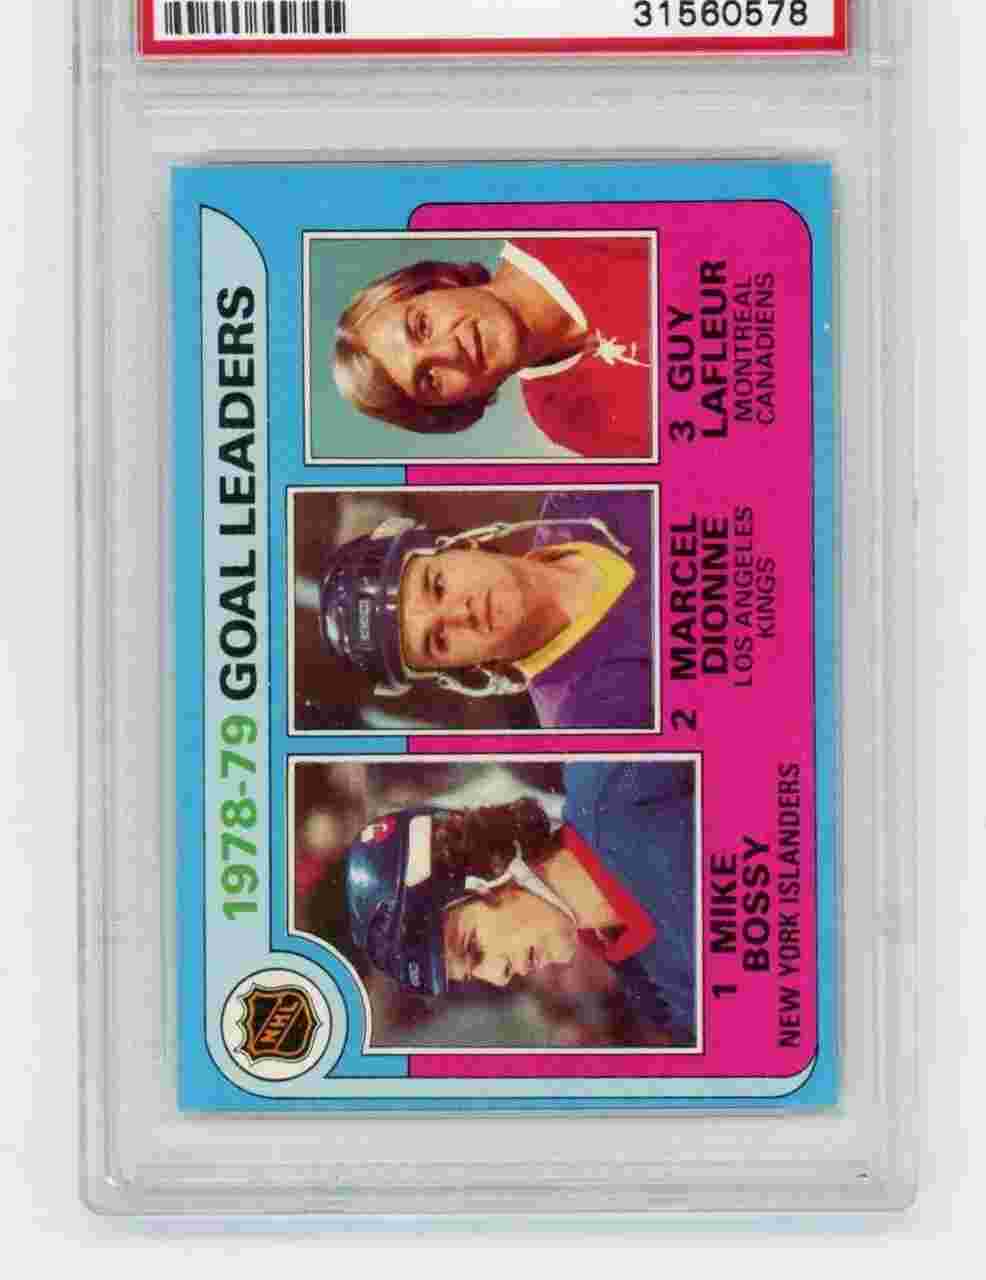 31560578
1978-79 GOAL LEADERS
NHL
1 MIKE
BOSSY
NEW YORK ISLANDERS
2 MARCEL
DIONNE
LOS ANGELES
KINGS
3 GUY
LAFLEUR
MONTREAL
CANADIENS